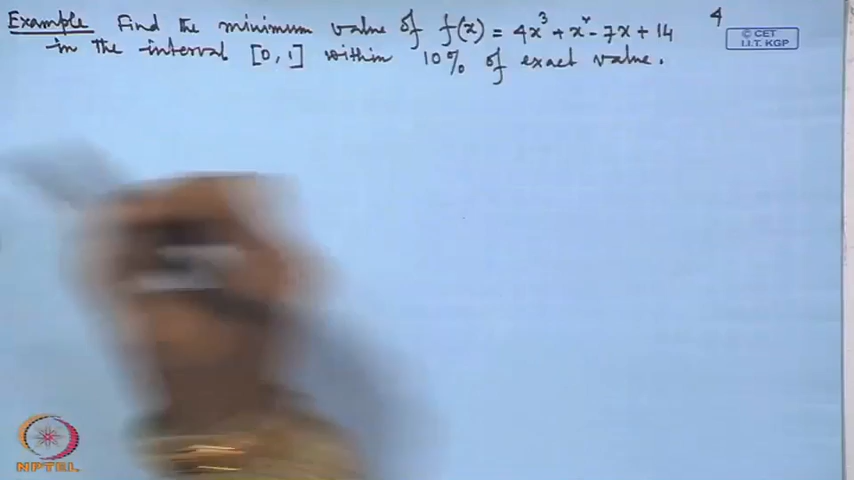 Example Find the minimum value of f(x) = 4x³ + x² - 7x + 14
4
© CET
I.I.T. KGP
in the interval [0,1] within 10% of exact value.
NPTEL